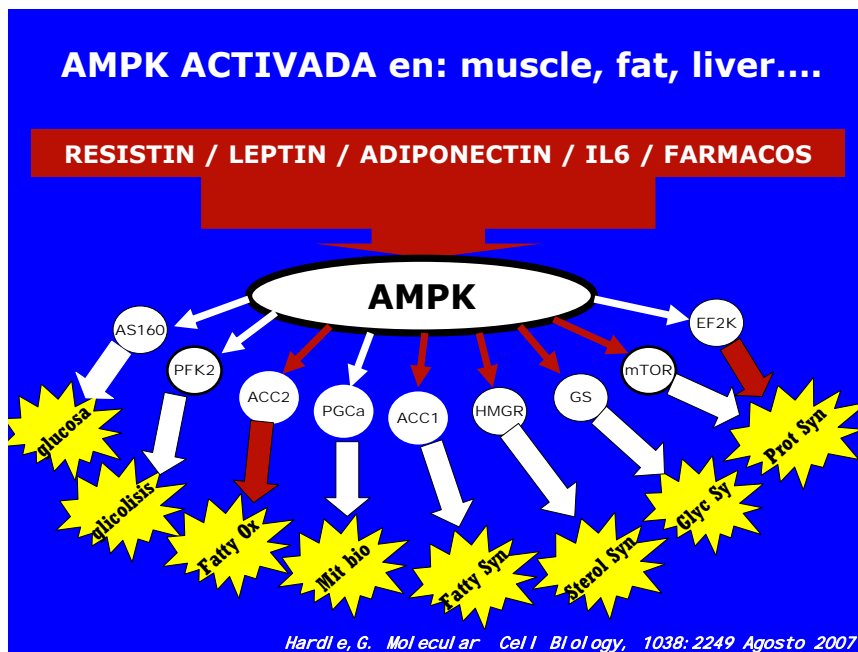 AMPK ACTIVADA en: muscle, fat, liver....
RESISTIN / LEPTIN / ADIPONECTIN / IL6 / FARMACOS
AMPK
AS160
PFK2
ACC2
PGCa
ACC1
HMGR
GS
mTOR
EF2K
glucosa
glicolisis
Fatty Ox
Mit bio
Fatty Syn
Sterol Syn
Glyc Sy
Prot Syn
Hardle,G. Molecular Cell Blology, 1038:2249 Agosto 2007